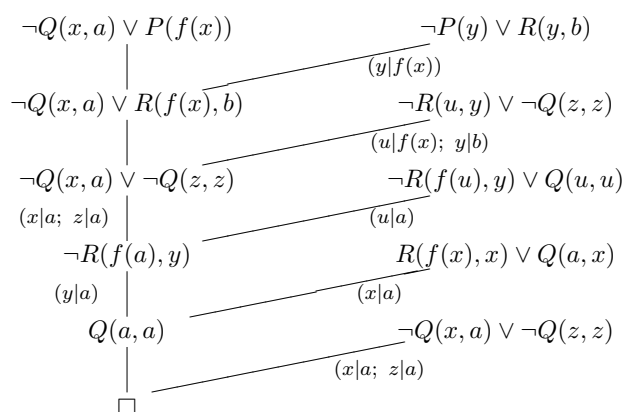 ¬Q(x, a) ∨ P(f(x)) ¬P(y) ∨ R(y, b)
(y|f(x))
¬Q(x, a) ∨ R(f(x), b) ¬R(u, y) ∨ ¬Q(z, z)
(u|f(x); y|b)
¬Q(x, a) ∨ ¬Q(z, z) ¬R(f(u), y) ∨ Q(u, u)
(x|a; z|a) (u|a)
¬R(f(a), y) R(f(x), x) ∨ Q(a, x)
(y|a) (x|a)
Q(a, a) ¬Q(x, a) ∨ ¬Q(z, z)
(x|a; z|a)
□